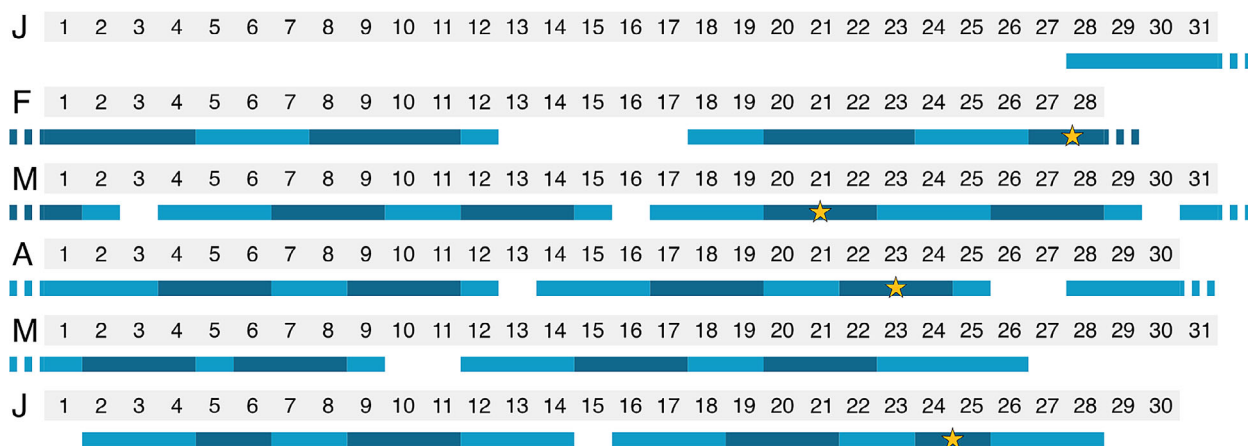 J 1 2 3 4 5 6 7 8 9 10 11 12 13 14 15 16 17 18 19 20 21 22 23 24 25 26 27 28 29 30 31
F 1 2 3 4 5 6 7 8 9 10 11 12 13 14 15 16 17 18 19 20 21 22 23 24 25 26 27 28
M 1 2 3 4 5 6 7 8 9 10 11 12 13 14 15 16 17 18 19 20 21 22 23 24 25 26 27 28 29 30 31
A 1 2 3 4 5 6 7 8 9 10 11 12 13 14 15 16 17 18 19 20 21 22 23 24 25 26 27 28 29 30
M 1 2 3 4 5 6 7 8 9 10 11 12 13 14 15 16 17 18 19 20 21 22 23 24 25 26 27 28 29 30 31
J 1 2 3 4 5 6 7 8 9 10 11 12 13 14 15 16 17 18 19 20 21 22 23 24 25 26 27 28 29 30